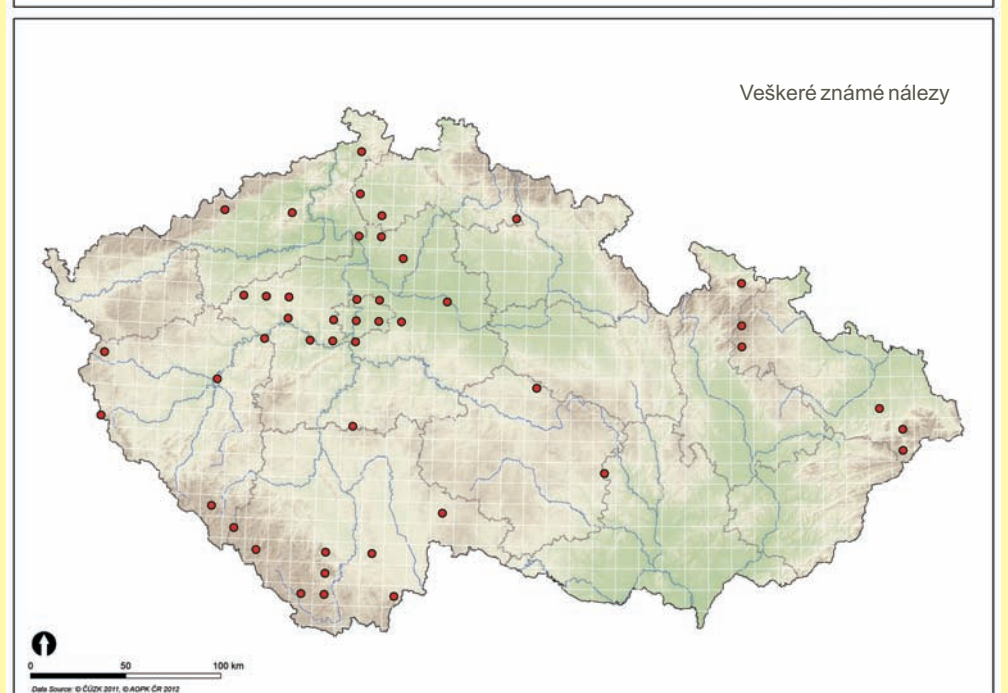 Veškeré známé nálezy
0 50 100 km
Data Source: © ČÚZK 2011, © AOPK ČR 2012